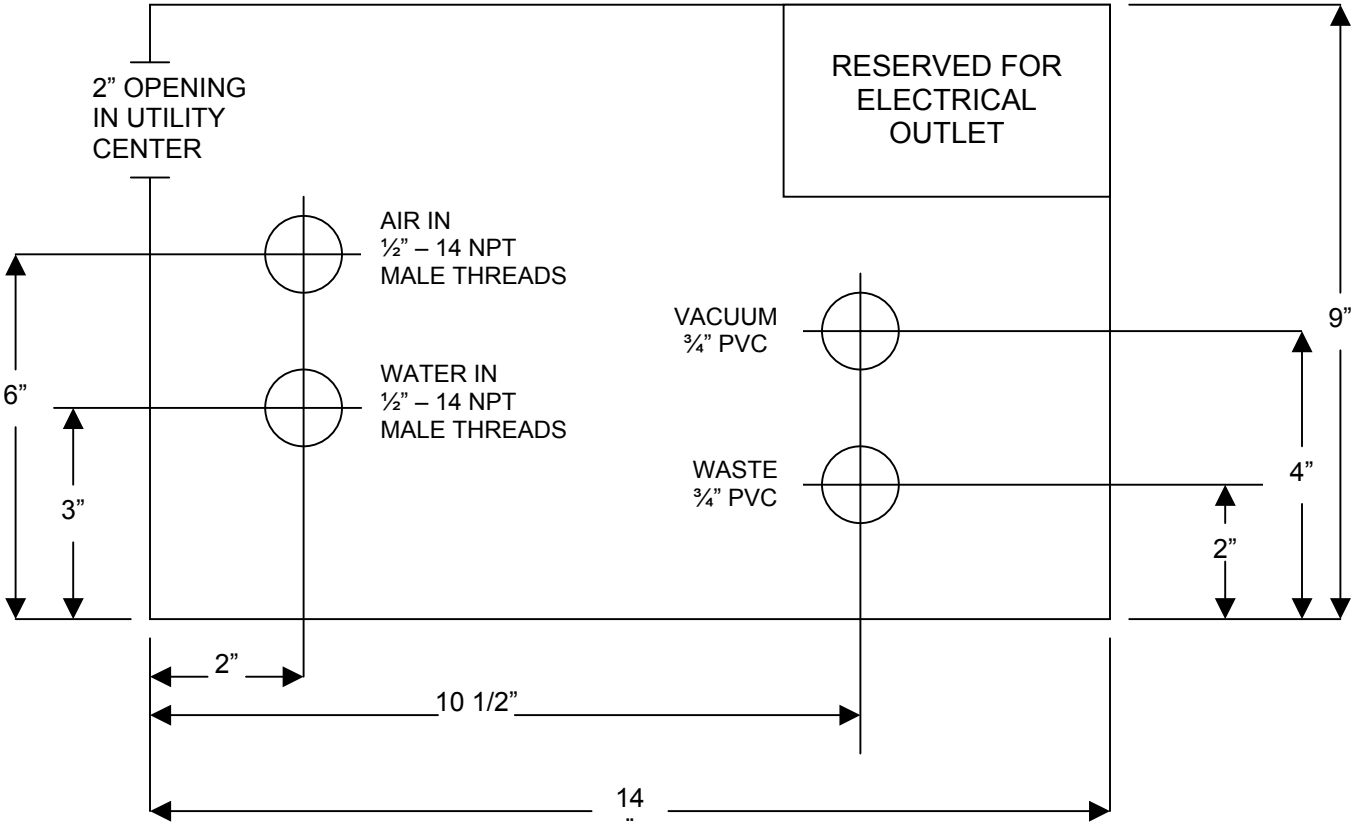 RESERVED FOR
ELECTRICAL
OUTLET
2” OPENING
IN UTILITY
CENTER
AIR IN
½” – 14 NPT
MALE THREADS
VACUUM
¾” PVC
9”
WATER IN
½” – 14 NPT
MALE THREADS
6”
WASTE
¾” PVC
4”
3”
2”
2”
10 1/2”
14
”